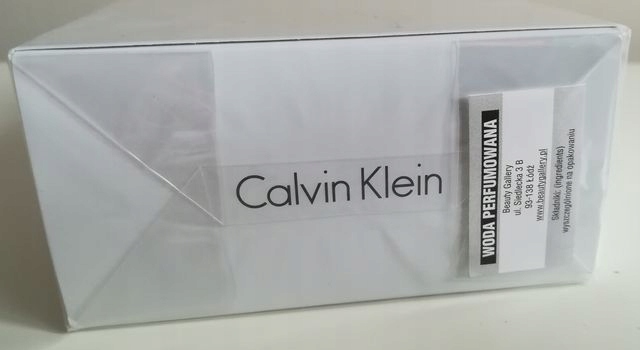 Calvin Klein
WODA PERFUMOWANA
Beauty Gallery
ul. Siedlecka 3 B
93-138 Łódź
www.beautygallery.pl
Składniki: (ingredients)
wyszczególnione na opakowaniu